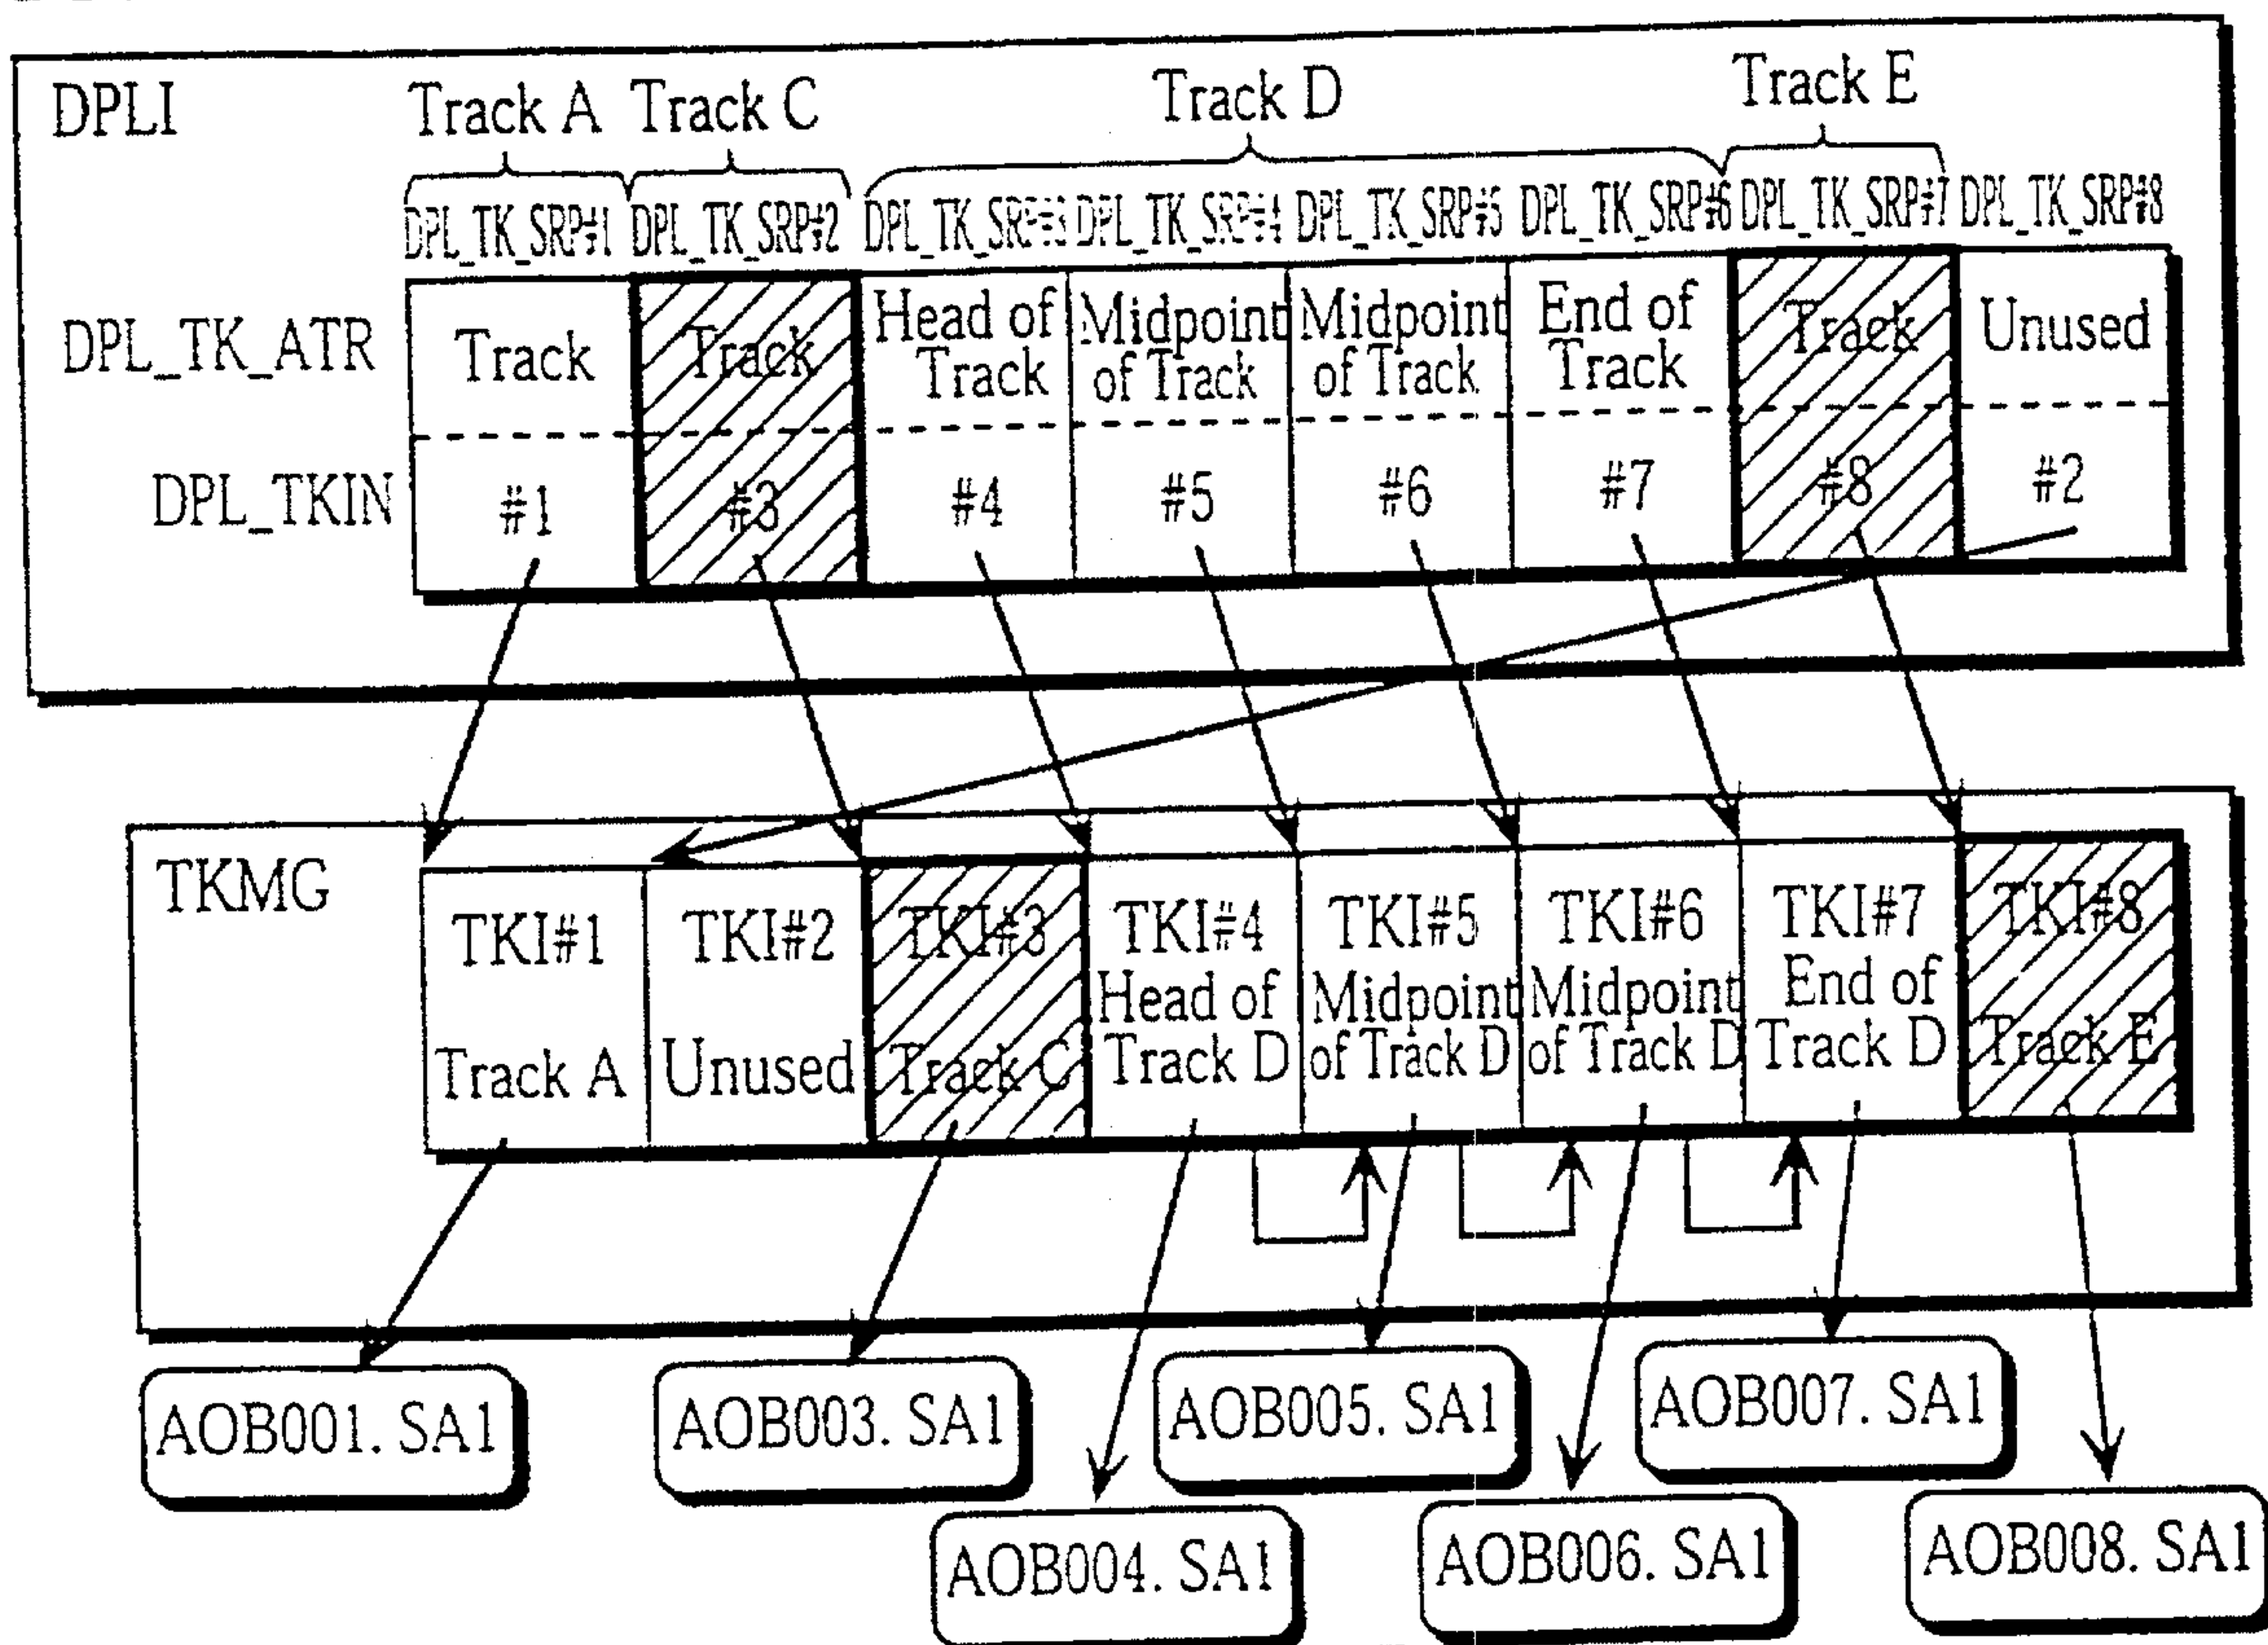 DPLI
Track A Track C Track D Track E
DPL_TK_SRP#1 DPL_TK_SRP#2 DPL_TK_SRP#3 DPL_TK_SRP#4 DPL_TK_SRP#5 DPL_TK_SRP#6 DPL_TK_SRP#7 DPL_TK_SRP#8
DPL_TK_ATR
Track
Track
Head of
Track
Midpoint
of Track
Midpoint
of Track
End of
Track
Track
Unused
DPL_TKIN
#1 #3 #4 #5 #6 #7 #8 #2
TKMG
TKI#1
Track A
TKI#2
Unused
TKI#3
Track C
TKI#4
Head of
Track D
TKI#5
Midpoint
of Track D
TKI#6
Midpoint
of Track D
TKI#7
End of
Track D
TKI#8
Track E
AOB001. SA1
AOB003. SA1
AOB005. SA1
AOB007. SA1
AOB004. SA1
AOB006. SA1
AOB008. SA1